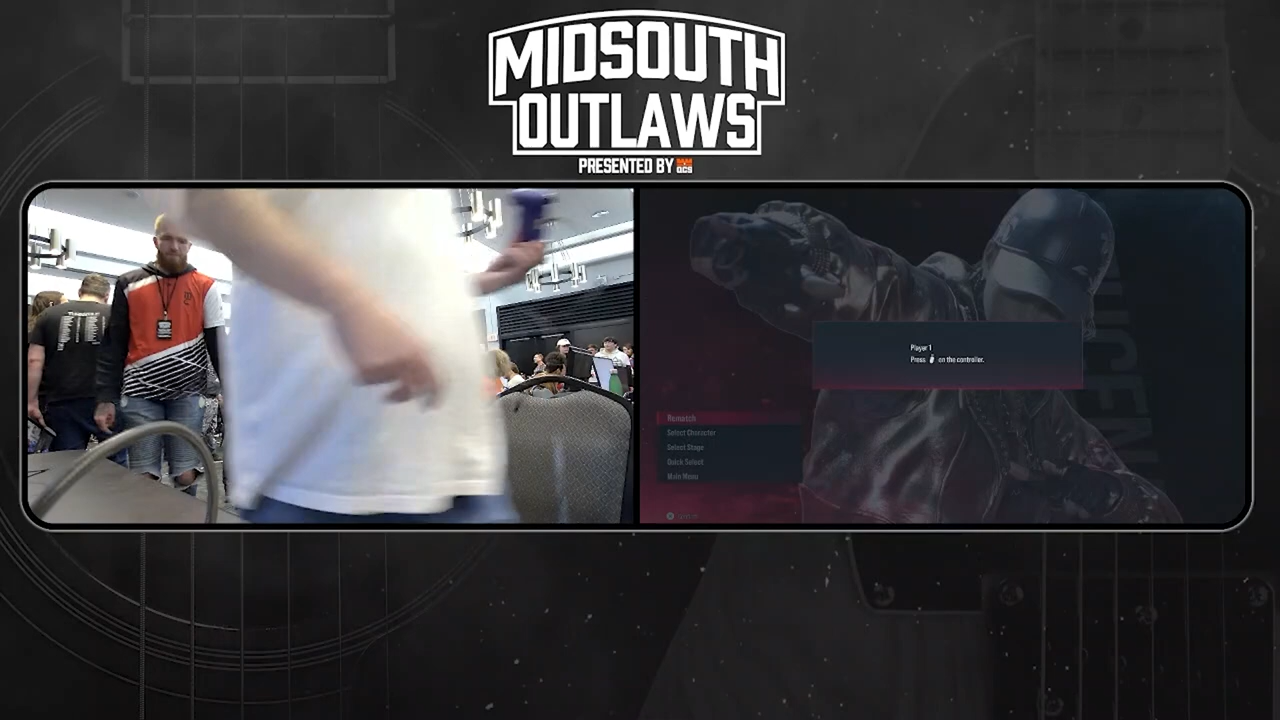 MIDSOUTH
OUTLAWS
PRESENTED BY QCS
Player 1
Press on the controller.
Rematch
Select Character
Select Stage
Quick Select
Main Menu